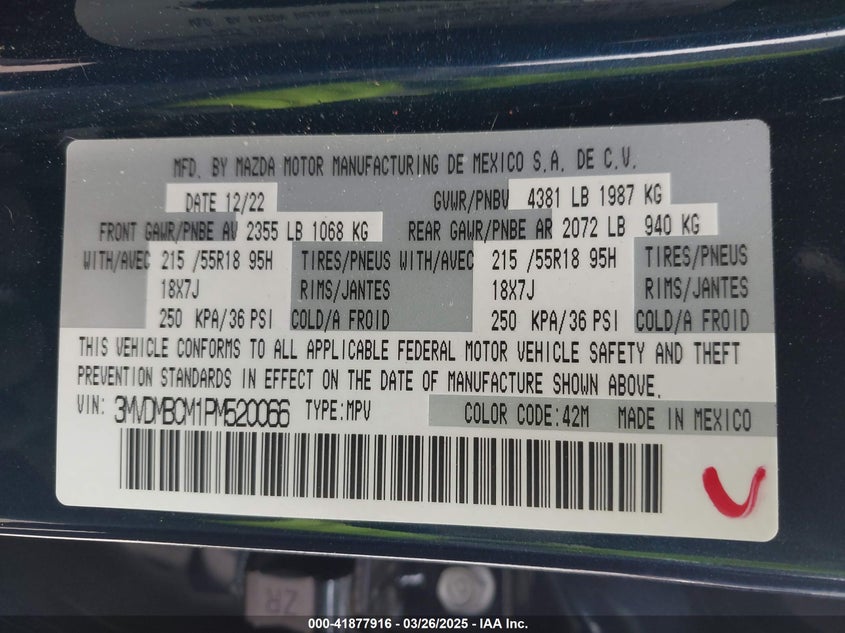 MFD. BY MAZDA MOTOR MANUFACTURING DE MEXICO S.A. DE C.V.
DATE 12/22 GVWR/PNBV 4381 LB 1987 KG
FRONT GAWR/PNBE AV 2355 LB 1068 KG REAR GAWR/PNBE AR 2072 LB 940 KG
WITH/AVEC 215 /55R18 95H TIRES/PNEUS WITH/AVEC 215 /55R18 95H TIRES/PNEUS
18X7J RIMS/JANTES 18X7J RIMS/JANTES
250 KPA/36 PSI COLD/A FROID 250 KPA/36 PSI COLD/A FROID
THIS VEHICLE CONFORMS TO ALL APPLICABLE FEDERAL MOTOR VEHICLE SAFETY AND THEFT
PREVENTION STANDARDS IN EFFECT ON THE DATE OF MANUFACTURE SHOWN ABOVE.
VIN: 3MVDMBCM1PM520066 TYPE:MPV COLOR CODE:42M MADE IN MEXICO
ZR
000-41877916 - 03/26/2025 - IAA Inc.